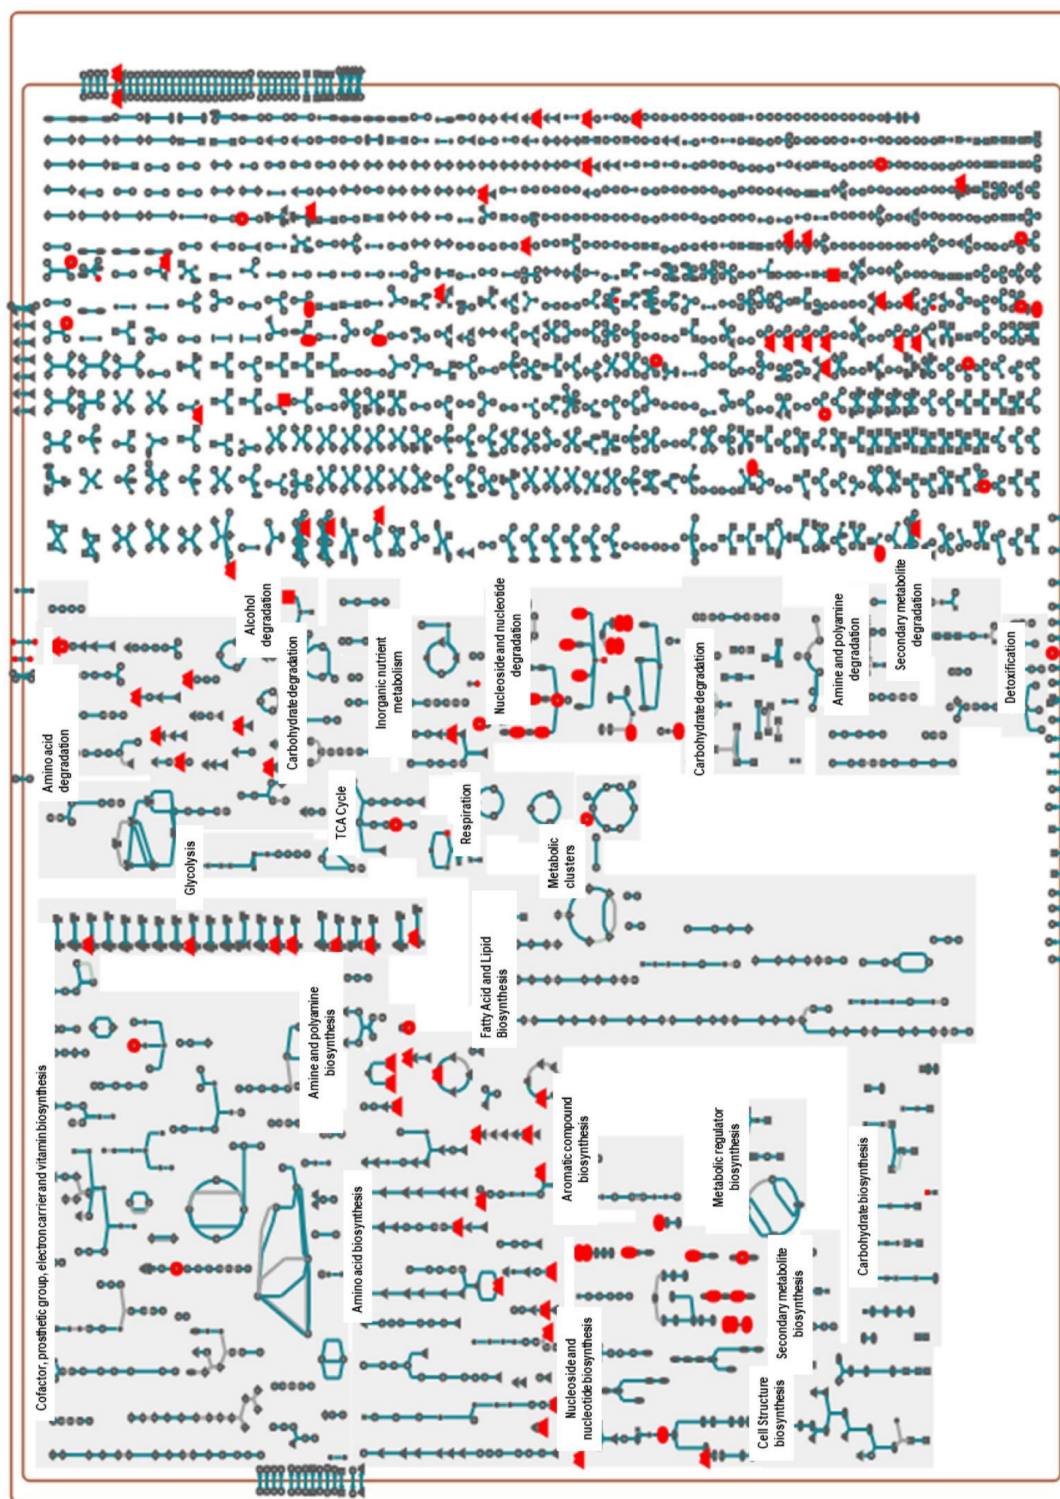 Cofactor, prosthetic group, electron carrier and vitamin biosynthesis
Amine and polyamine
biosynthesis
Amino acid biosynthesis
Nucleoside and
nucleotide biosynthesis
Aromatic compound
biosynthesis
Fatty Acid and Lipid
Biosynthesis
Metabolic regulator
biosynthesis
Secondary metabolite
biosynthesis
Cell Structure
biosynthesis
Carbohydrate biosynthesis
Amino acid
degradation
Glycolysis
Alcohol
degradation
Carbohydrate degradation
TCA Cycle
Inorganic nutrient
metabolism
Respiration
Nucleoside and nucleotide
degradation
Metabolic
clusters
Carbohydrate degradation
Amine and polyamine
degradation
Secondary metabolite
degradation
Detoxification